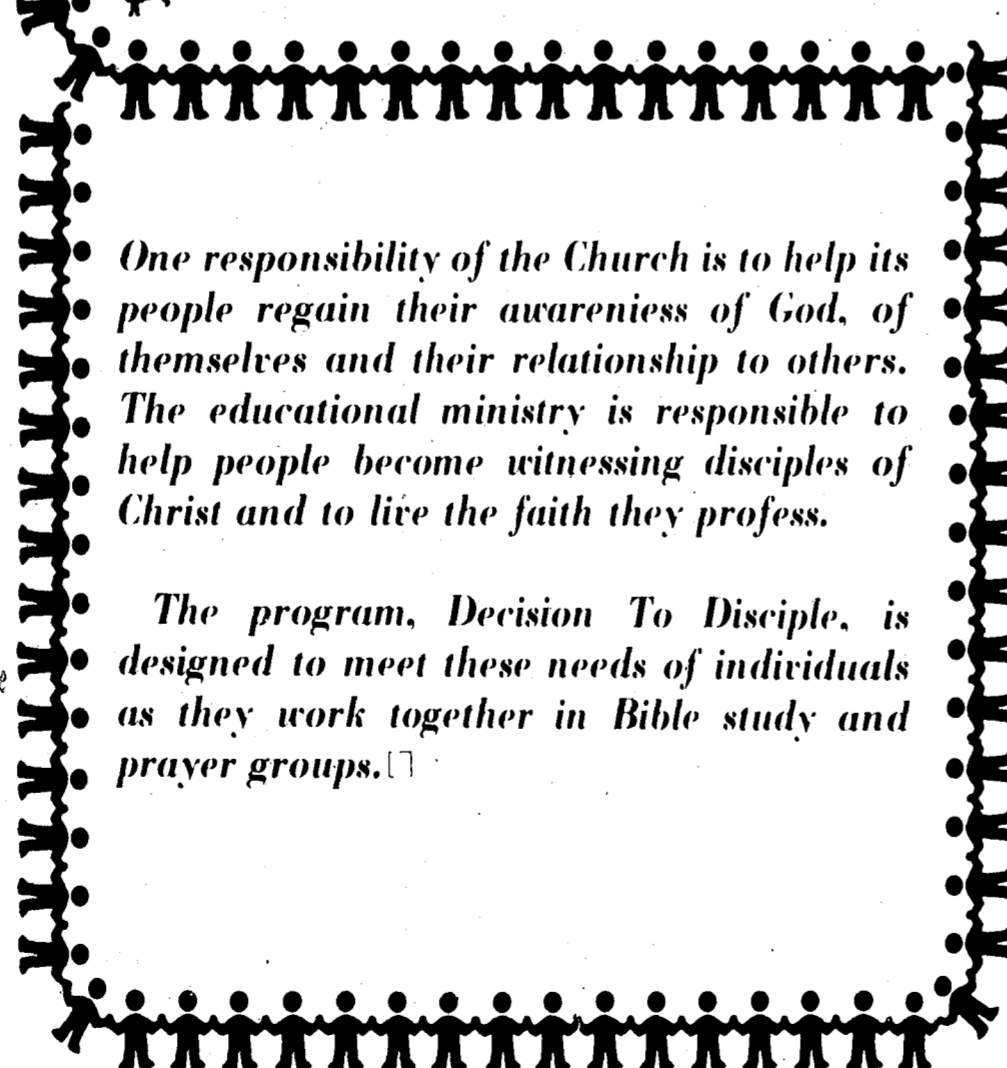 One responsibility of the Church is to help its
people regain their awareniess of God, of
themselves and their relationship to others.
The educational ministry is responsible to
help people become witnessing disciples of
Christ and to live the faith they profess.
The program, Decision To Disciple, is
designed to meet these needs of individuals
as they work together in Bible study and
prayer groups.